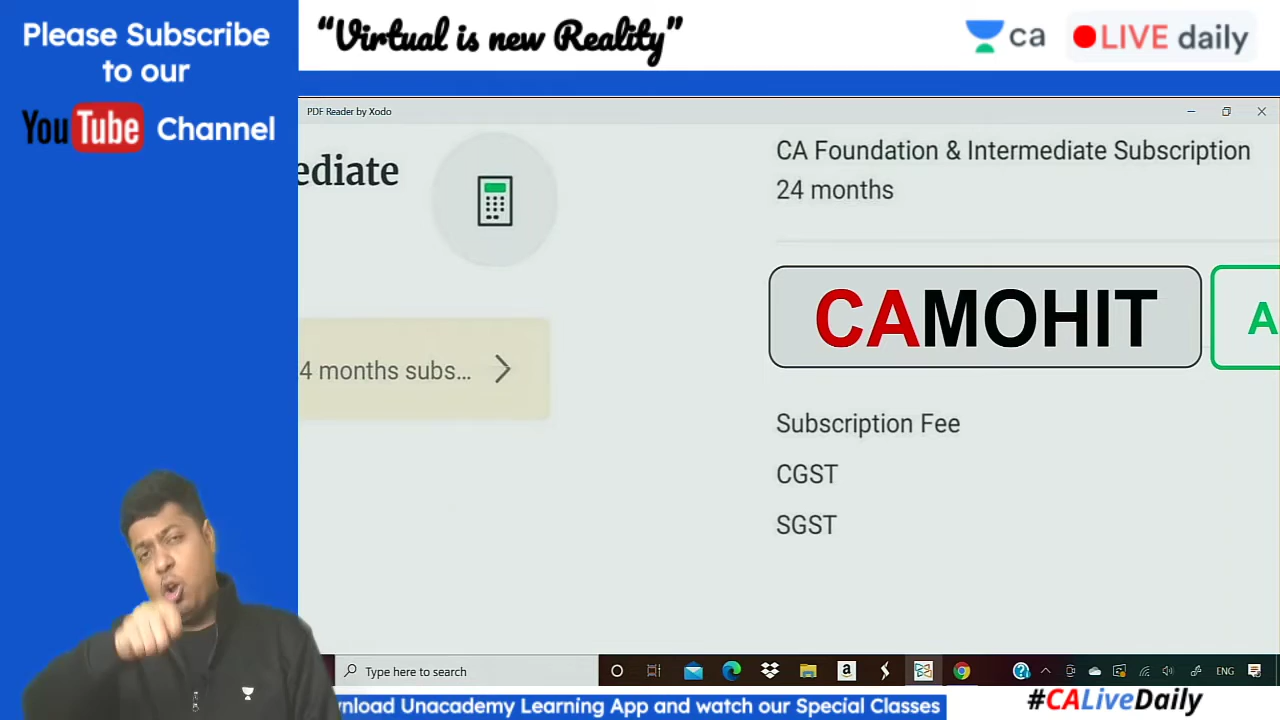 Please Subscribe
to our
YouTube Channel
“Virtual is new Reality”
ca
LIVE daily
PDF Reader by Xodo
ediate
CA Foundation & Intermediate Subscription
24 months
CAMOHIT
A
4 months subs...
Subscription Fee
CGST
SGST
Type here to search
ENG
wnload Unacademy Learning App and watch our Special Classes
#CALiveDaily